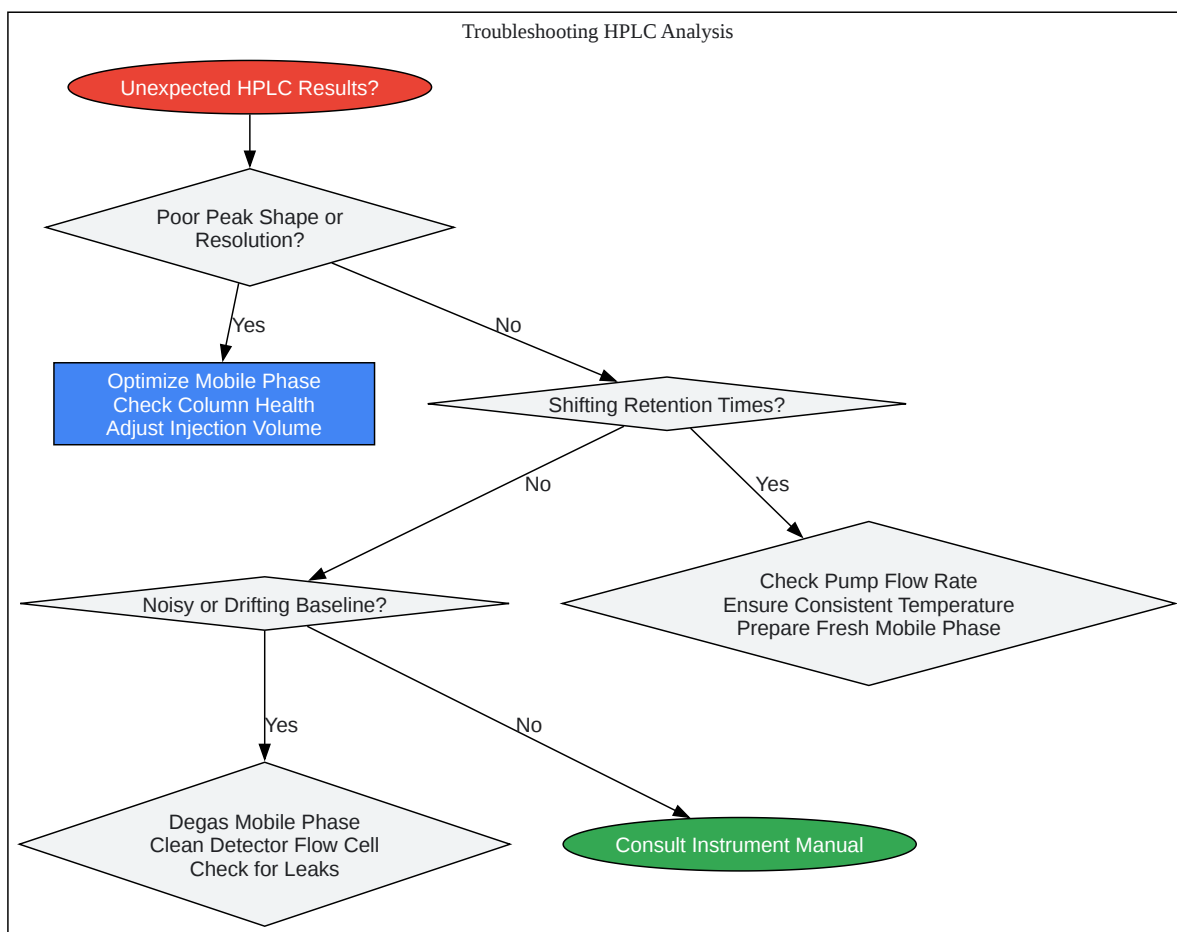 Troubleshooting HPLC Analysis
Unexpected HPLC Results?
Poor Peak Shape or
Resolution?
Yes
No
Optimize Mobile Phase
Check Column Health
Adjust Injection Volume
Shifting Retention Times?
No
Yes
Check Pump Flow Rate
Ensure Consistent Temperature
Prepare Fresh Mobile Phase
Noisy or Drifting Baseline?
Yes
No
Degas Mobile Phase
Clean Detector Flow Cell
Check for Leaks
Consult Instrument Manual